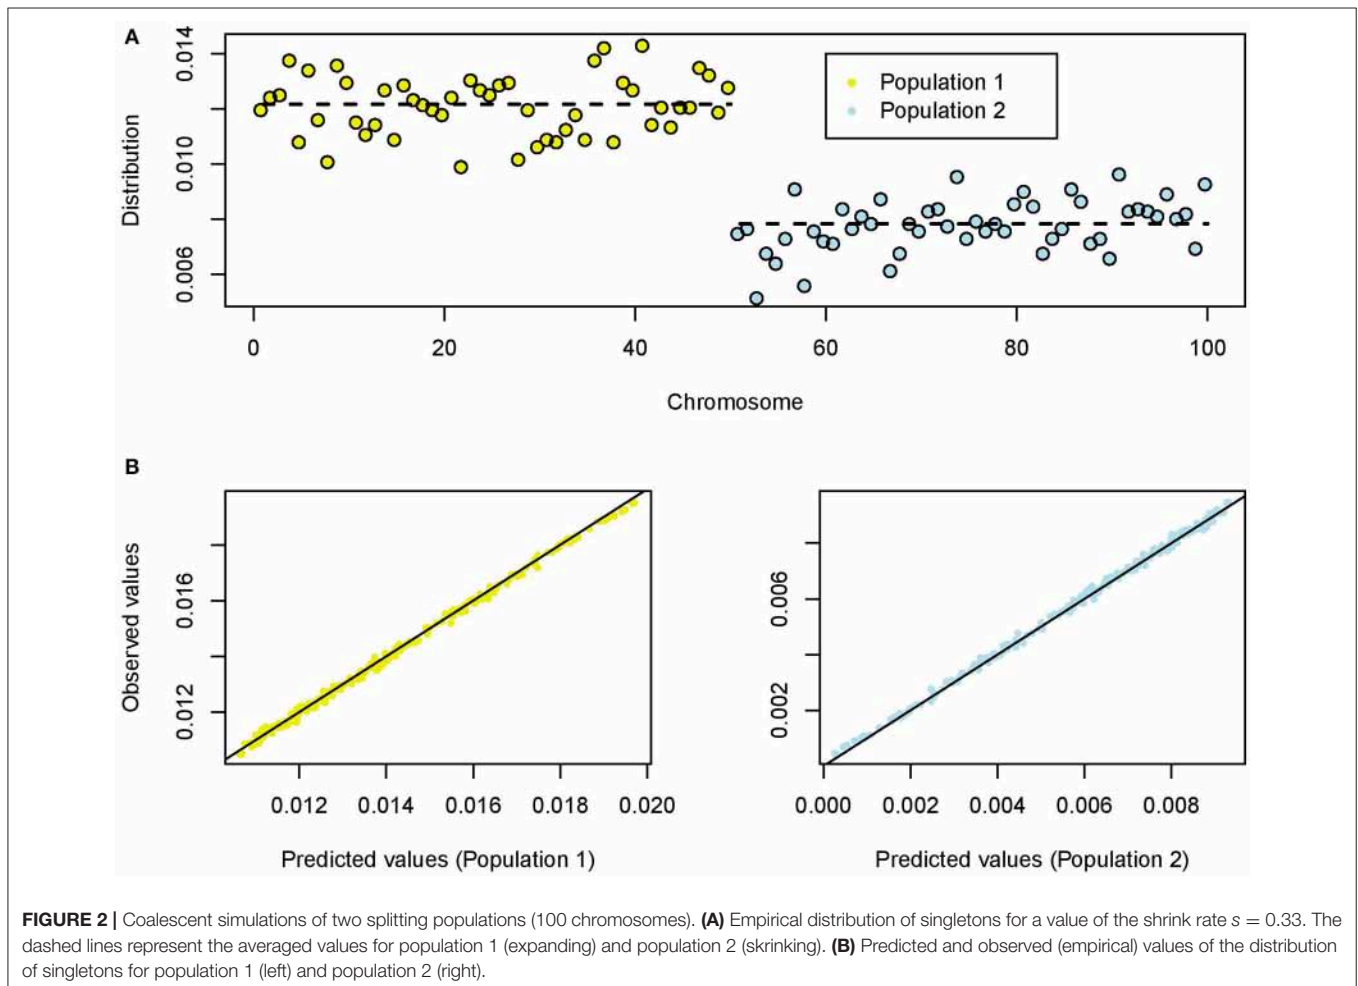 A
0.014
0.010
0.006
Distribution
Population 1
Population 2
0 20 40 60 80 100
Chromosome
B
0.016
0.012
Observed values
0.012 0.014 0.016 0.018 0.020
Predicted values (Population 1)
0.006
0.002
0.000 0.002 0.004 0.006 0.008
Predicted values (Population 2)
FIGURE 2 | Coalescent simulations of two splitting populations (100 chromosomes). (A) Empirical distribution of singletons for a value of the shrink rate s = 0.33. The
dashed lines represent the averaged values for population 1 (expanding) and population 2 (skrinking). (B) Predicted and observed (empirical) values of the distribution
of singletons for population 1 (left) and population 2 (right).